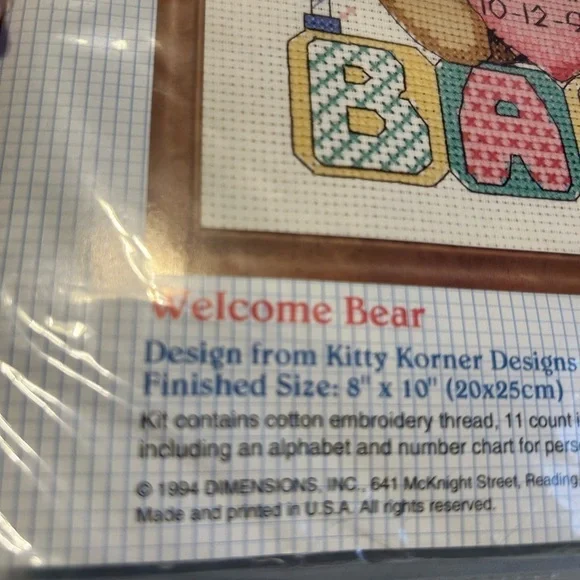 10-12-9
BA
Welcome Bear
Design from Kitty Korner Designs
Finished Size: 8" x 10" (20x25cm)
Kit contains cotton embroidery thread, 11 count
including an alphabet and number chart for
© 1994 DIMENSIONS, INC., 641 McKnight Street, Reading,
Made and printed in U.S.A. All rights reserved.